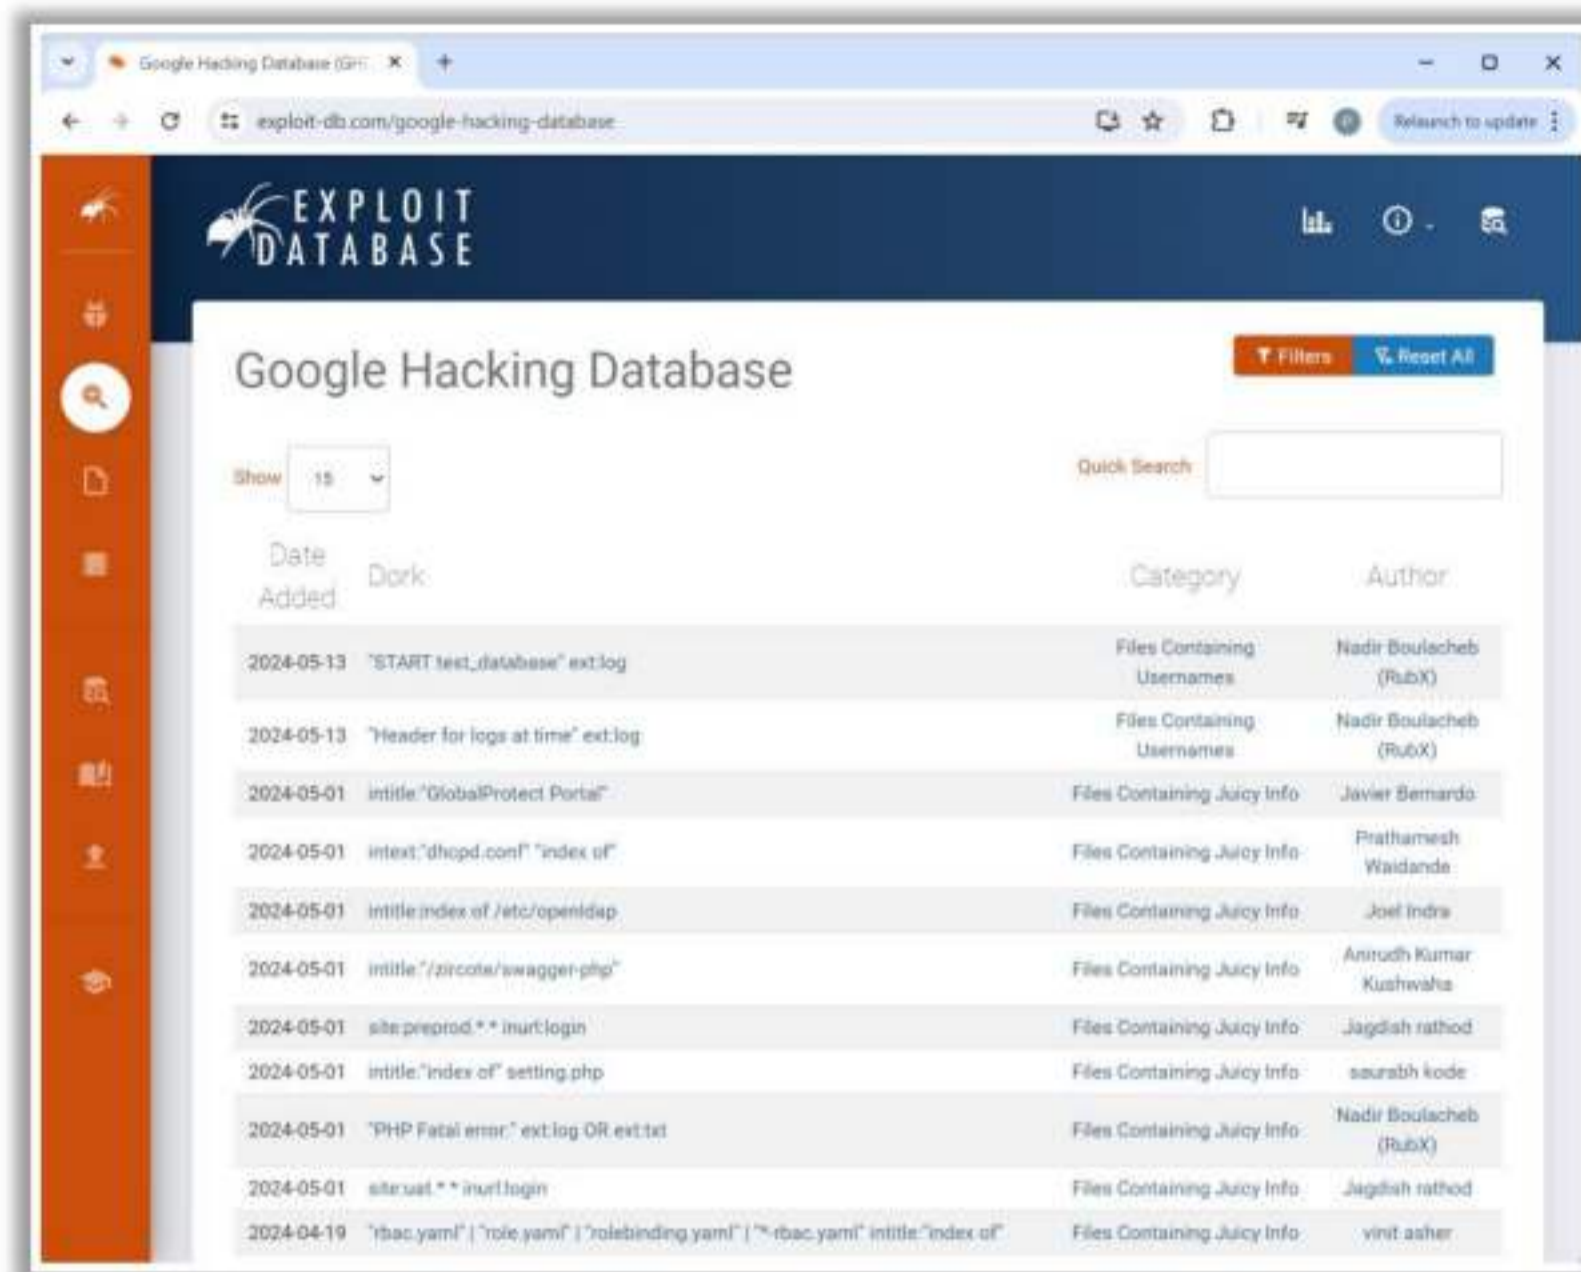 Google Hacking Database (GH
exploit-db.com/google-hacking-database
Relaunch to update
EXPLOIT
DATABASE
Google Hacking Database
Filters
Reset All
Show 15
Quick Search
Date Added Dork Category Author
2024-05-13 "START test_database" ext:log Files Containing Usernames Nadir Boulacheb (RubX)
2024-05-13 "Header for logs at time" ext:log Files Containing Usernames Nadir Boulacheb (RubX)
2024-05-01 intitle:"GlobalProtect Portal" Files Containing Juicy Info Javier Bernardo
2024-05-01 intext:"dhcpd.conf" "index of" Files Containing Juicy Info Prathamesh Waidande
2024-05-01 intitle:index of /etc/openldap Files Containing Juicy Info Joel Indra
2024-05-01 intitle:"/zircote/swagger-php" Files Containing Juicy Info Anirudh Kumar Kushwaha
2024-05-01 site:preprod.* * inurl:login Files Containing Juicy Info Jagdish rathod
2024-05-01 intitle:"index of" setting.php Files Containing Juicy Info saurabh kode
2024-05-01 "PHP Fatal error:" ext:log OR ext:txt Files Containing Juicy Info Nadir Boulacheb (RubX)
2024-05-01 site:uat.* * inurl:login Files Containing Juicy Info Jagdish rathod
2024-04-19 "rbac.yaml" | "role.yaml" | "rolebinding.yaml" | "*-rbac.yaml" intitle:"index of" Files Containing Juicy Info vinit asher